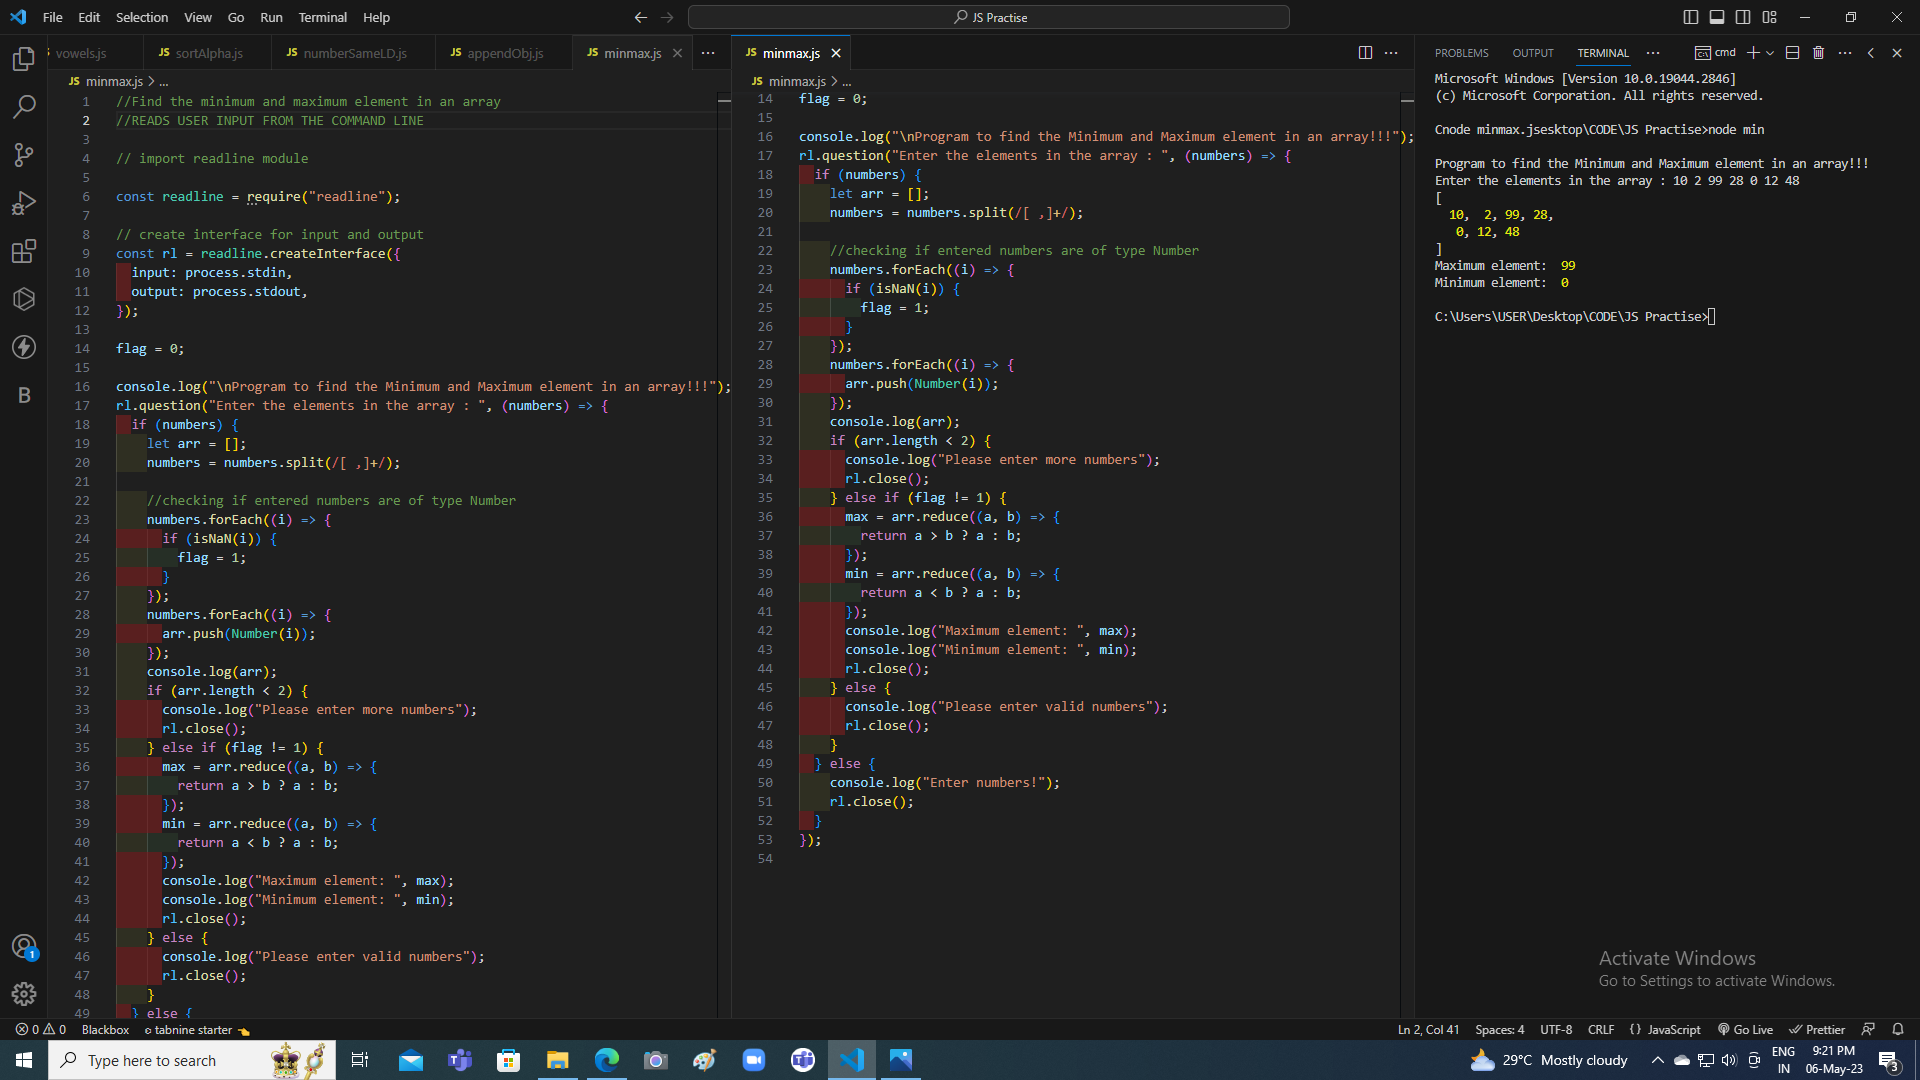 File Edit Selection View Go Run Terminal Help
JS Practise
vowels.js
JS sortAlpha.js
JS numberSameLD.js
JS appendObj.js
JS minmax.js
JS minmax.js > ...
1 //Find the minimum and maximum element in an array
2 //READS USER INPUT FROM THE COMMAND LINE
3
4 // import readline module
5
6 const readline = require("readline");
7
8 // create interface for input and output
9 const rl = readline.createInterface({
10 input: process.stdin,
11 output: process.stdout,
12 });
13
14 flag = 0;
15
16 console.log("\nProgram to find the Minimum and Maximum element in an array!!!");
17 rl.question("Enter the elements in the array : ", (numbers) => {
18 if (numbers) {
19 let arr = [];
20 numbers = numbers.split(/[ ,]+/);
21
22 //checking if entered numbers are of type Number
23 numbers.forEach((i) => {
24 if (isNaN(i)) {
25 flag = 1;
26 }
27 });
28 numbers.forEach((i) => {
29 arr.push(Number(i));
30 });
31 console.log(arr);
32 if (arr.length < 2) {
33 console.log("Please enter more numbers");
34 rl.close();
35 } else if (flag != 1) {
36 max = arr.reduce((a, b) => {
37 return a > b ? a : b;
38 });
39 min = arr.reduce((a, b) => {
40 return a < b ? a : b;
41 });
42 console.log("Maximum element: ", max);
43 console.log("Minimum element: ", min);
44 rl.close();
45 } else {
46 console.log("Please enter valid numbers");
47 rl.close();
48 }
49 } else {
JS minmax.js
JS minmax.js > ...
14 flag = 0;
15
16 console.log("\nProgram to find the Minimum and Maximum element in an array!!!");
17 rl.question("Enter the elements in the array : ", (numbers) => {
18 if (numbers) {
19 let arr = [];
20 numbers = numbers.split(/[ ,]+/);
21
22 //checking if entered numbers are of type Number
23 numbers.forEach((i) => {
24 if (isNaN(i)) {
25 flag = 1;
26 }
27 });
28 numbers.forEach((i) => {
29 arr.push(Number(i));
30 });
31 console.log(arr);
32 if (arr.length < 2) {
33 console.log("Please enter more numbers");
34 rl.close();
35 } else if (flag != 1) {
36 max = arr.reduce((a, b) => {
37 return a > b ? a : b;
38 });
39 min = arr.reduce((a, b) => {
40 return a < b ? a : b;
41 });
42 console.log("Maximum element: ", max);
43 console.log("Minimum element: ", min);
44 rl.close();
45 } else {
46 console.log("Please enter valid numbers");
47 rl.close();
48 }
49 } else {
50 console.log("Enter numbers!");
51 rl.close();
52 }
53 });
54
PROBLEMS OUTPUT TERMINAL ... cmd
Microsoft Windows [Version 10.0.19044.2846]
(c) Microsoft Corporation. All rights reserved.
Cnode minmax.jsesktop\CODE\JS Practise>node min
Program to find the Minimum and Maximum element in an array!!!
Enter the elements in the array : 10 2 99 28 0 12 48
[
10, 2, 99, 28,
0, 12, 48
]
Maximum element: 99
Minimum element: 0
C:\Users\USER\Desktop\CODE\JS Practise>
B
1
Activate Windows
Go to Settings to activate Windows.
0 0 Blackbox tabnine starter
Ln 2, Col 41 Spaces: 4 UTF-8 CRLF {} JavaScript Go Live Prettier
Type here to search
29°C Mostly cloudy
ENG
IN
9:21 PM
06-May-23
3